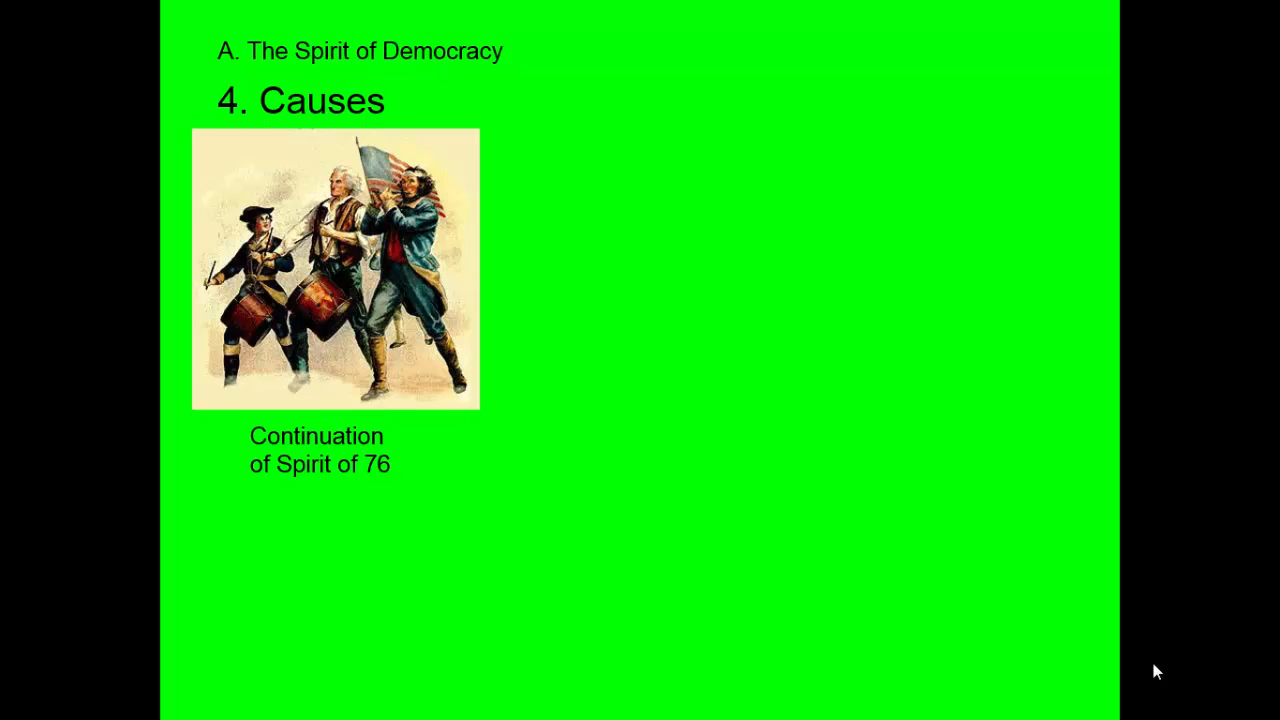 A. The Spirit of Democracy
4. Causes
Continuation
of Spirit of 76